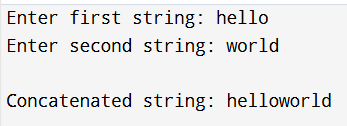 Enter first string: hello
Enter second string: world
Concatenated string: helloworld